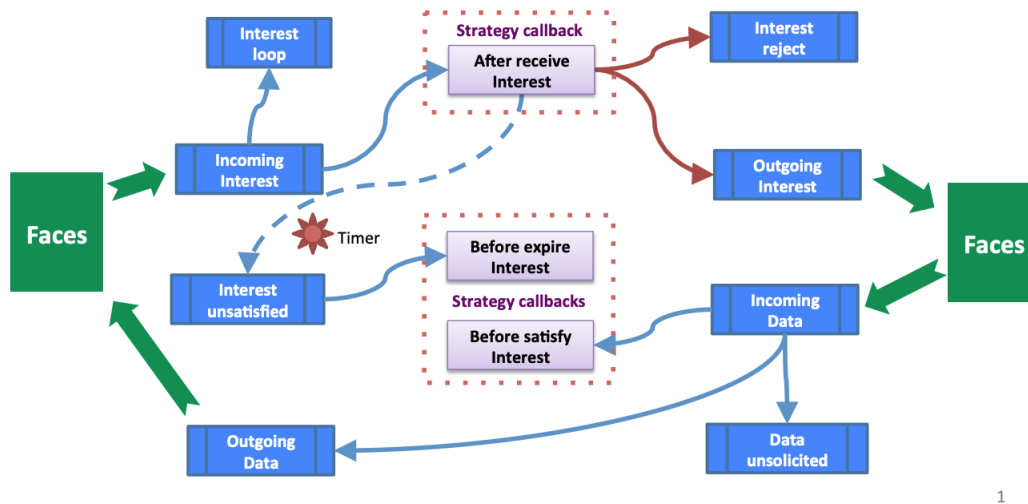 Strategy callback
Interest
loop
After receive
Interest
Interest
reject
Incoming
Interest
Outgoing
Interest
Faces
Faces
Timer
Before expire
Interest
Interest
unsatisfied
Strategy callbacks
Incoming
Data
Before satisfy
Interest
Outgoing
Data
Data
unsolicited
1